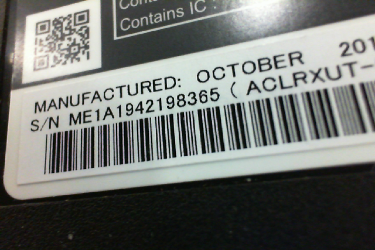 Contains IC :
MANUFACTURED: OCTOBER 201
S/N ME1A1942198365 ( ACLRXUT-